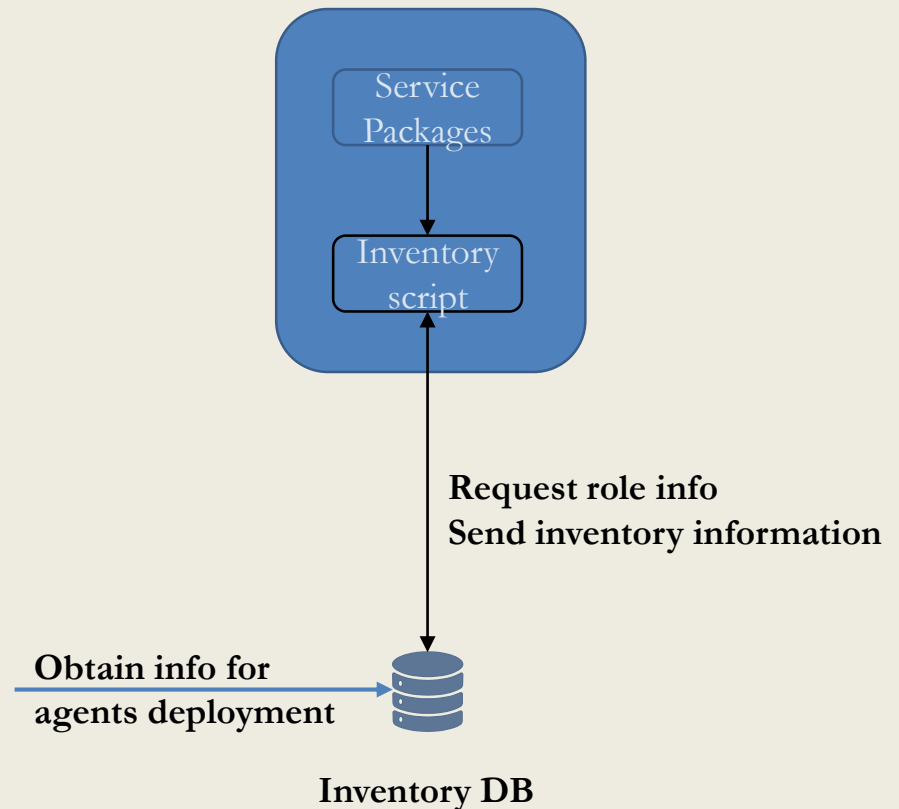 Service
Packages
Inventory
script
Request role info
Send inventory information
Obtain info for
agents deployment
Inventory DB